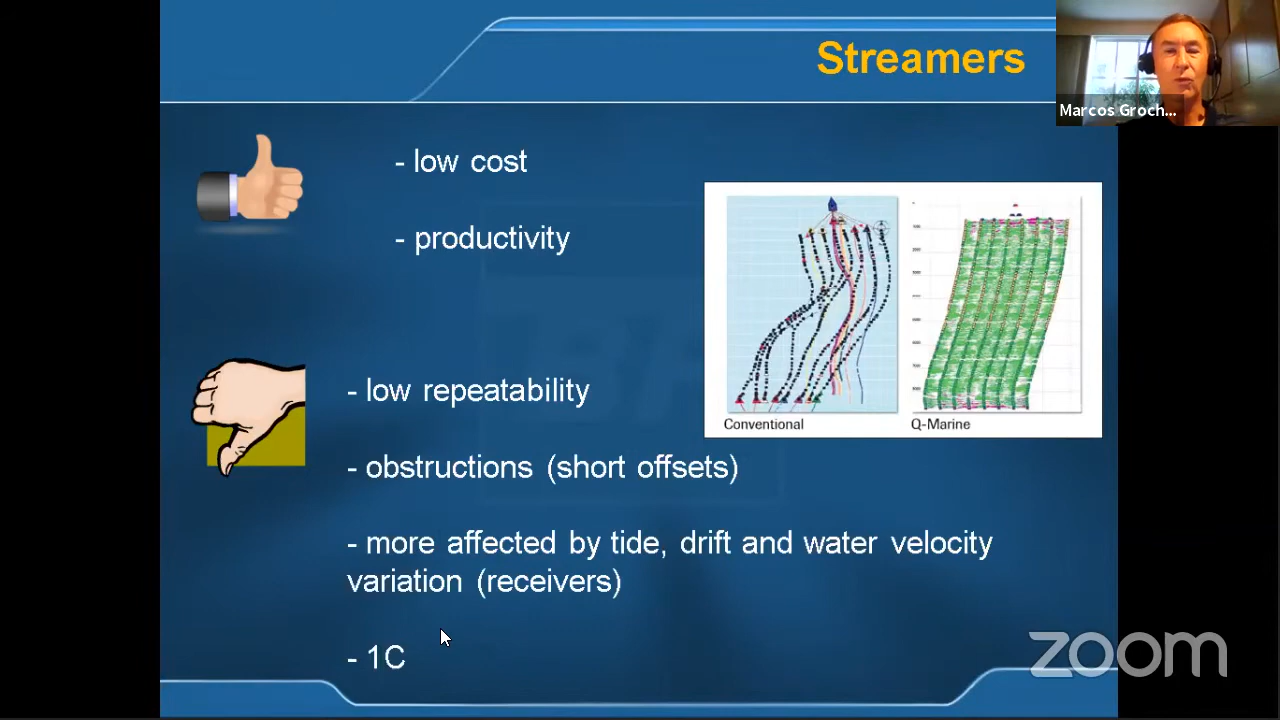 Streamers
Marcos Groch...
- low cost
- productivity
Conventional
Q-Marine
- low repeatability
- obstructions (short offsets)
- more affected by tide, drift and water velocity
variation (receivers)
- 1C
zoom